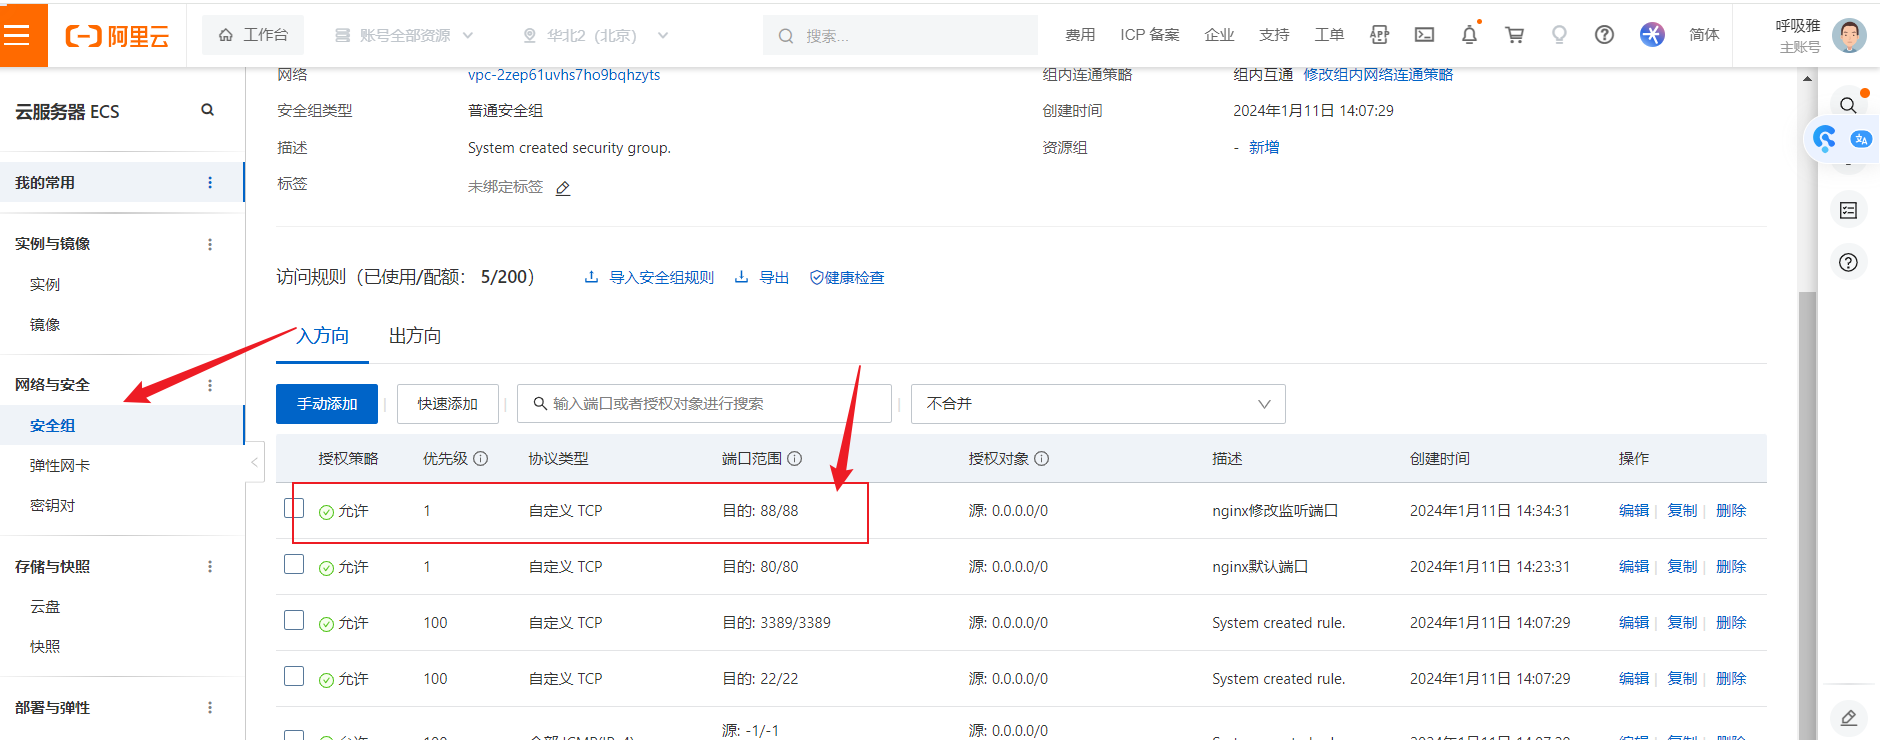 阿里云 工作台 账号全部资源 华北2（北京） 搜索... 费用 ICP 备案 企业 支持 工单 简体 呼吸雅
主账号
云服务器 ECS
我的常用
实例与镜像
实例
镜像
网络与安全
安全组
弹性网卡
密钥对
存储与快照
云盘
快照
部署与弹性
网络 vpc-2zep61uvhs7ho9bqhzyts 组内连通策略 组内互通 修改组内网络连通策略
安全组类型 普通安全组 创建时间 2024年1月11日 14:07:29
描述 System created security group. 资源组 - 新增
标签 未绑定标签
访问规则（已使用/配额： 5/200） 导入安全组规则 导出 健康检查
入方向 出方向
手动添加 快速添加 输入端口或者授权对象进行搜索 不合并
授权策略 优先级 协议类型 端口范围 授权对象 描述 创建时间 操作
允许 1 自定义 TCP 目的: 88/88 源: 0.0.0.0/0 nginx修改监听端口 2024年1月11日 14:34:31 编辑 复制 删除
允许 1 自定义 TCP 目的: 80/80 源: 0.0.0.0/0 nginx默认端口 2024年1月11日 14:23:31 编辑 复制 删除
允许 100 自定义 TCP 目的: 3389/3389 源: 0.0.0.0/0 System created rule. 2024年1月11日 14:07:29 编辑 复制 删除
允许 100 自定义 TCP 目的: 22/22 源: 0.0.0.0/0 System created rule. 2024年1月11日 14:07:29 编辑 复制 删除
源: -1/-1 源: 0.0.0.0/0